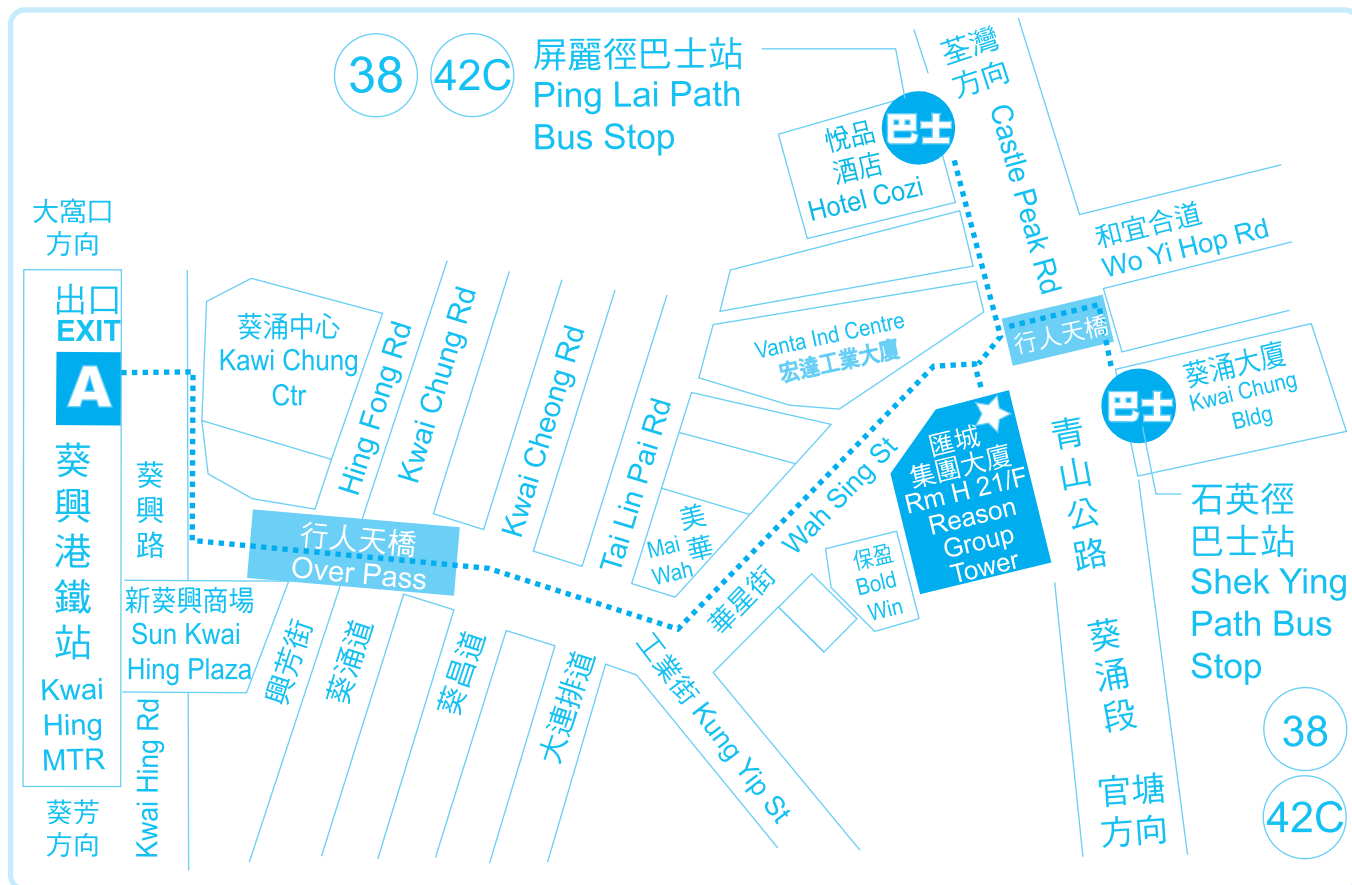 38
42C
屏麗徑巴士站
Ping Lai Path
Bus Stop
荃灣
方向
Castle Peak Rd
巴士
悅品
酒店
Hotel Cozi
和宜合道
Wo Yi Hop Rd
大窩口
方向
出口
EXIT
A
葵興港鐵站
Kwai
Hing
MTR
葵芳
方向
葵興路
Kwai Hing Rd
葵涌中心
Kawi Chung
Ctr
新葵興商場
Sun Kwai
Hing Plaza
Hing Fong Rd
Kwai Chung Rd
Kwai Cheong Rd
Tai Lin Pai Rd
行人天橋
Over Pass
興芳街
葵涌道
葵昌道
大連排道
工業街 Kung Yip St
Vanta Ind Centre
宏達工業大廈
美華
Mai
Wah
華星街
Wah Sing St
保盈
Bold
Win
匯城
集團大廈
Rm H 21/F
Reason
Group
Tower
行人天橋
巴士
葵涌大廈
Kwai Chung
Bldg
青山公路
葵涌段
官塘
方向
石英徑
巴士站
Shek Ying
Path Bus
Stop
38
42C